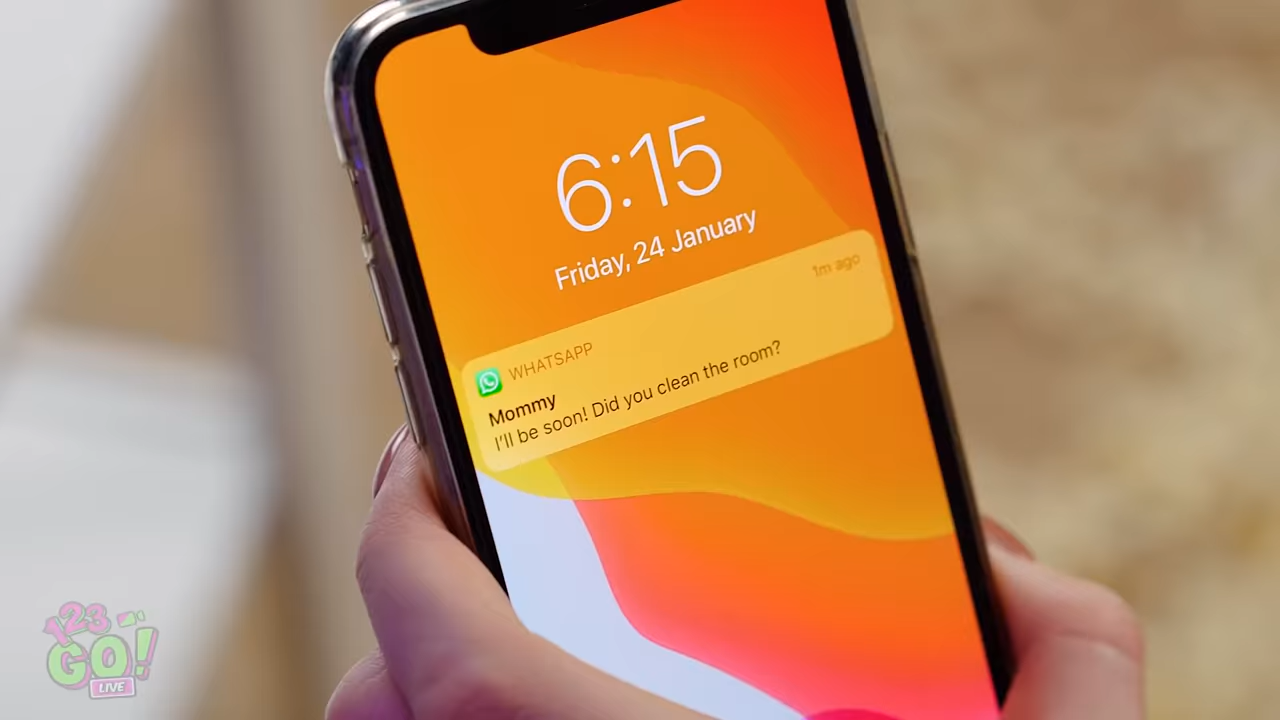 6:15
Friday, 24 January
1m ago
WHATSAPP
Mommy
I'll be soon! Did you clean the room?
123
GO!
LIVE